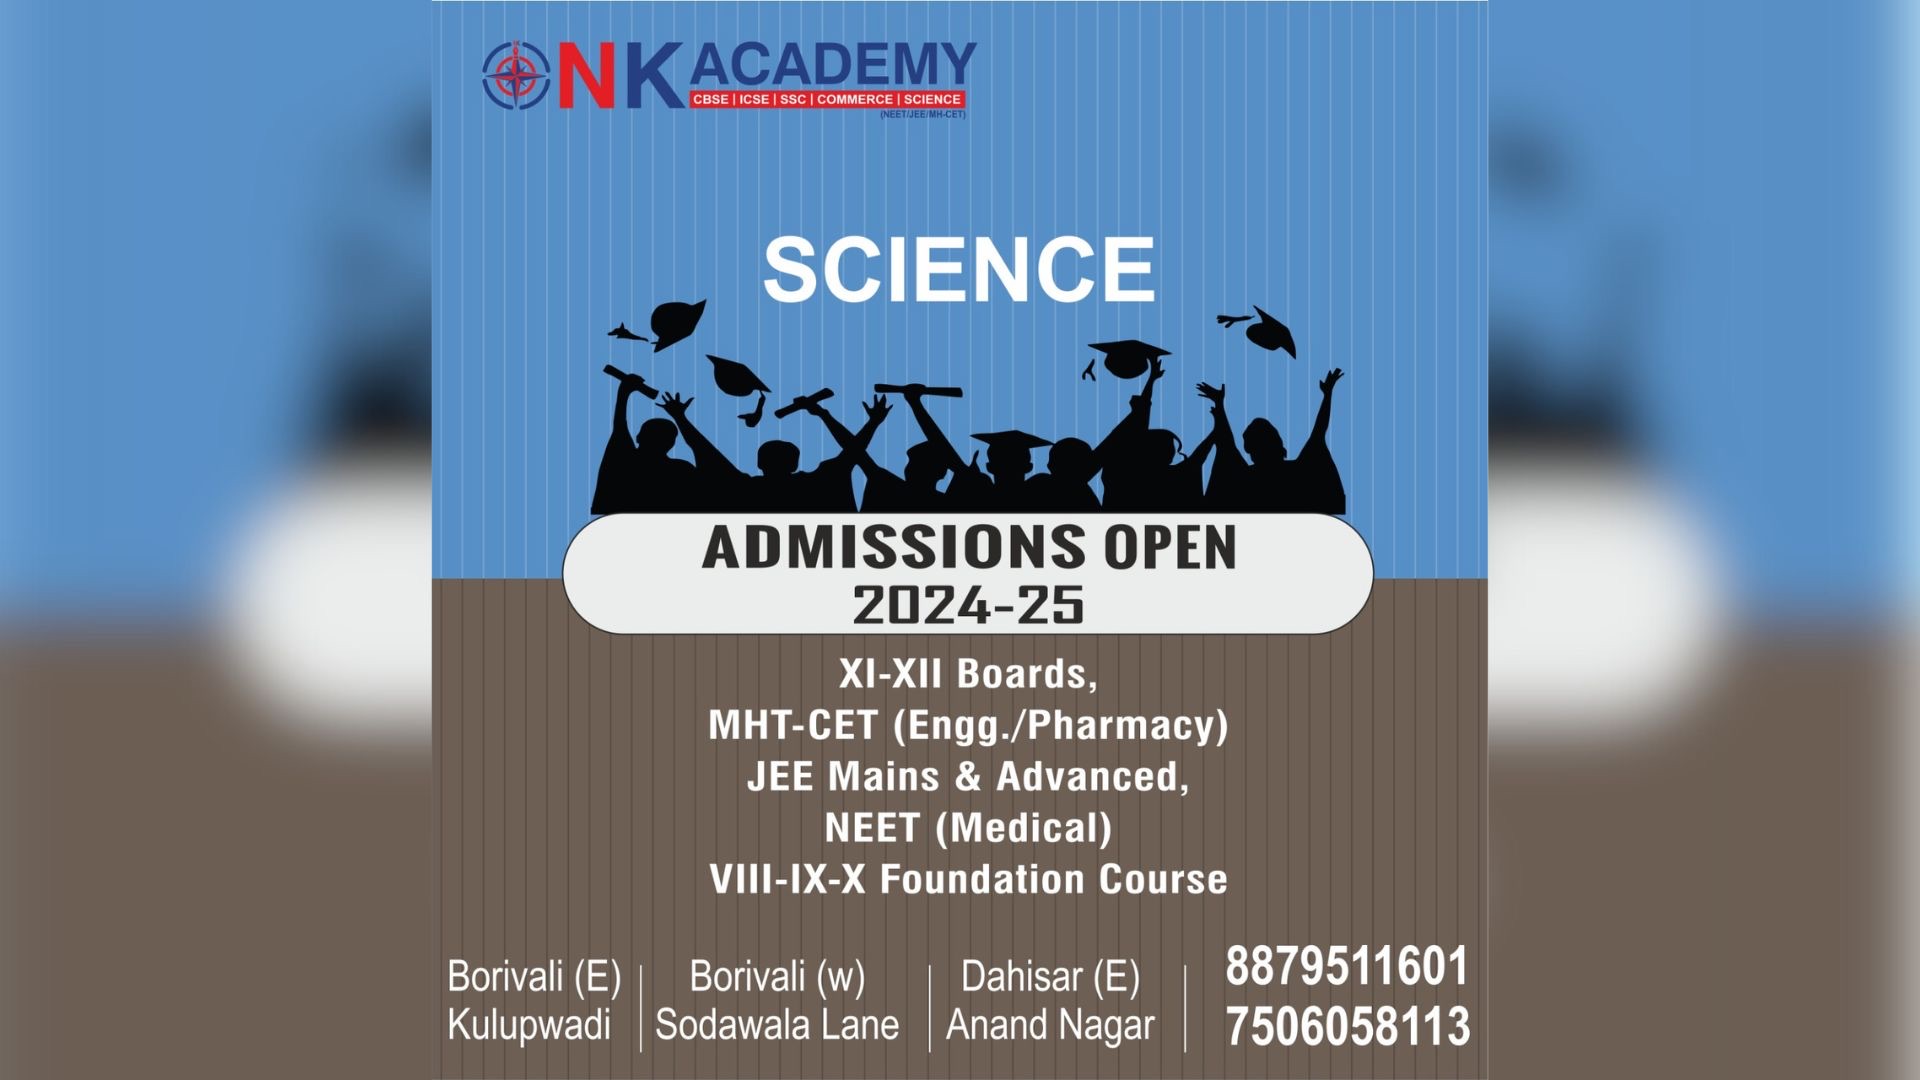 NK ACADEMY
CBSE | ICSE | SSC | COMMERCE | SCIENCE
(NEET/JEE/MH-CET)
SCIENCE
ADMISSIONS OPEN
2024-25
XI-XII Boards,
MHT-CET (Engg./Pharmacy)
JEE Mains & Advanced,
NEET (Medical)
VIII-IX-X Foundation Course
Borivali (E)
Kulupwadi
Borivali (w)
Sodawala Lane
Dahisar (E)
Anand Nagar
8879511601
7506058113